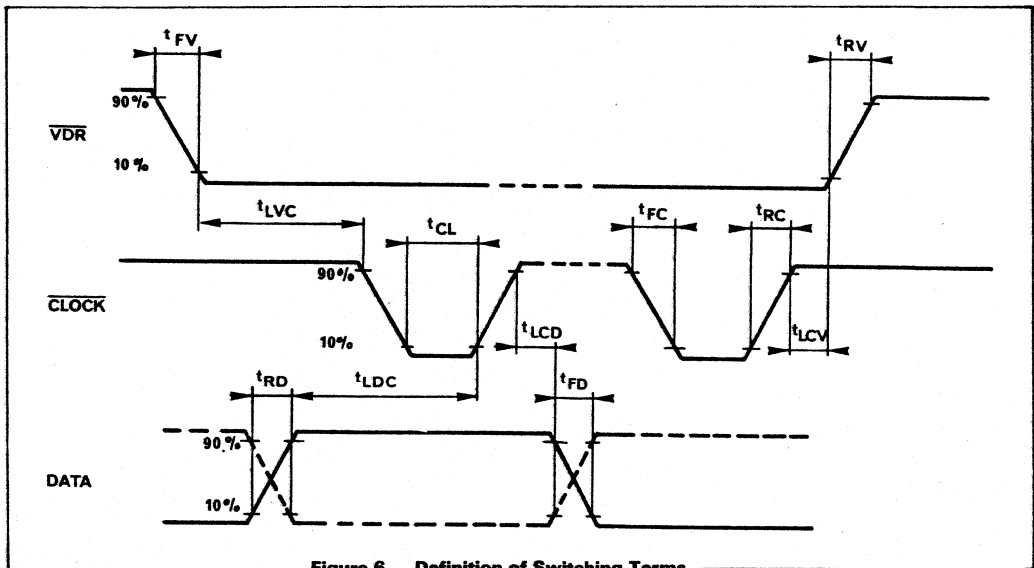 tFV
tRV
90%
VDR
10%
tLVC
tCL
tFC
tRC
90%
CLOCK
10%
tLCD
tLCV
tRD
tLDC
tFD
90%
DATA
10%
Figure 6 Definition of Switching Terms